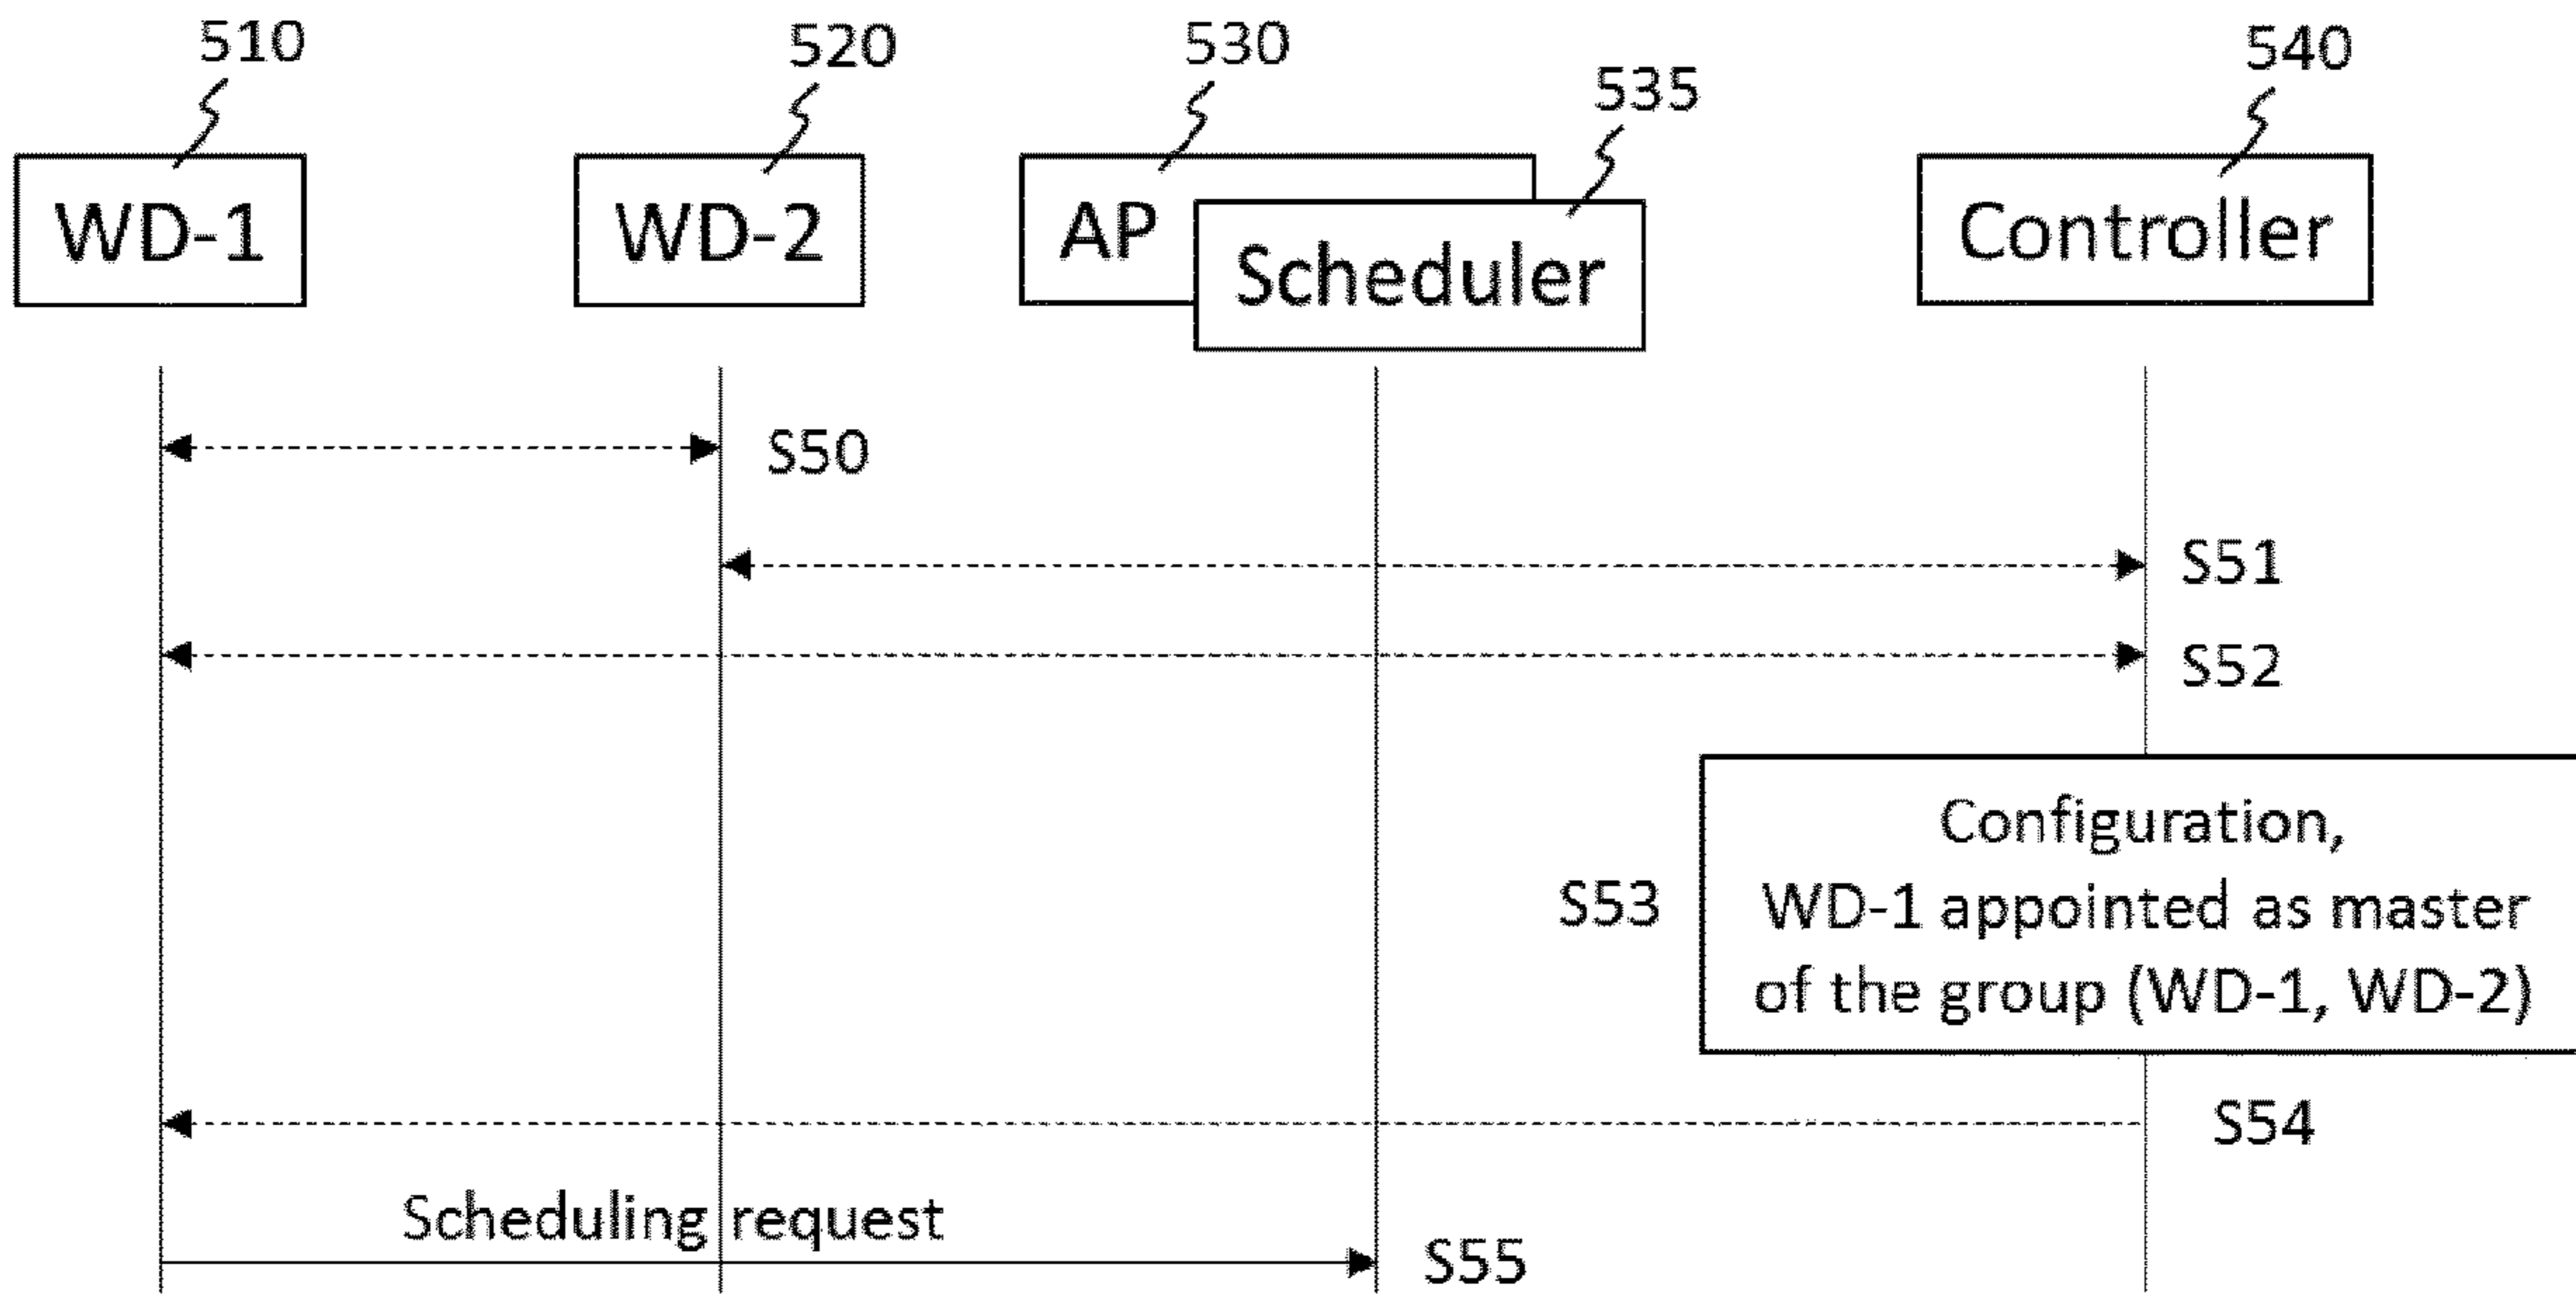 510
520
530
535
540
WD-1
WD-2
AP
Scheduler
Controller
S50
S51
S52
S53
Configuration,
WD-1 appointed as master
of the group (WD-1, WD-2)
S54
Scheduling request
S55